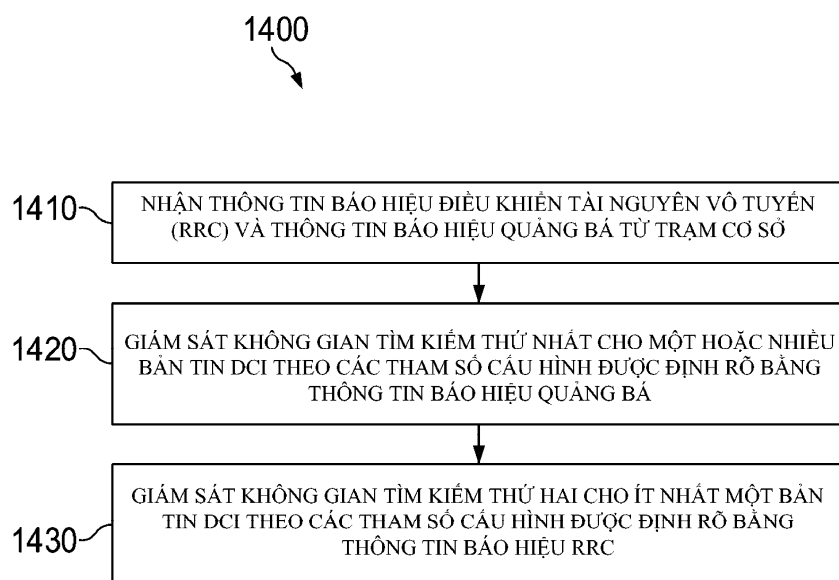 1400
1410
NHẬN THÔNG TIN BÁO HIỆU ĐIỀU KHIỂN TÀI NGUYÊN VÔ TUYẾN
(RRC) VÀ THÔNG TIN BÁO HIỆU QUẢNG BÁ TỪ TRẠM CƠ SỞ
1420
GIÁM SÁT KHÔNG GIAN TÌM KIẾM THỨ NHẤT CHO MỘT HOẶC NHIỀU
BẢN TIN DCI THEO CÁC THAM SỐ CẤU HÌNH ĐƯỢC ĐỊNH RÕ BẰNG
THÔNG TIN BÁO HIỆU QUẢNG BÁ
1430
GIÁM SÁT KHÔNG GIAN TÌM KIẾM THỨ HAI CHO ÍT NHẤT MỘT BẢN
TIN DCI THEO CÁC THAM SỐ CẤU HÌNH ĐƯỢC ĐỊNH RÕ BẰNG
THÔNG TIN BÁO HIỆU RRC